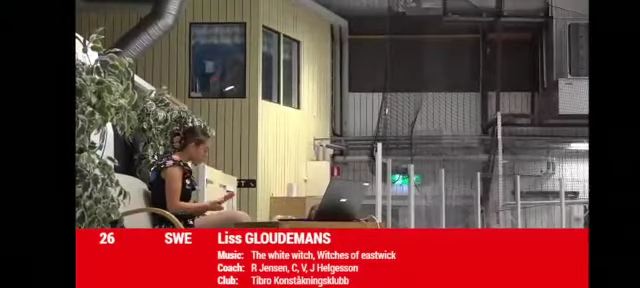 26 SWE Liss GLOUDEMANS
Music: The white witch, Witches of eastwick
Coach: R Jensen, C, V, J Helgesson
Club: Tibro Konståkningsklubb